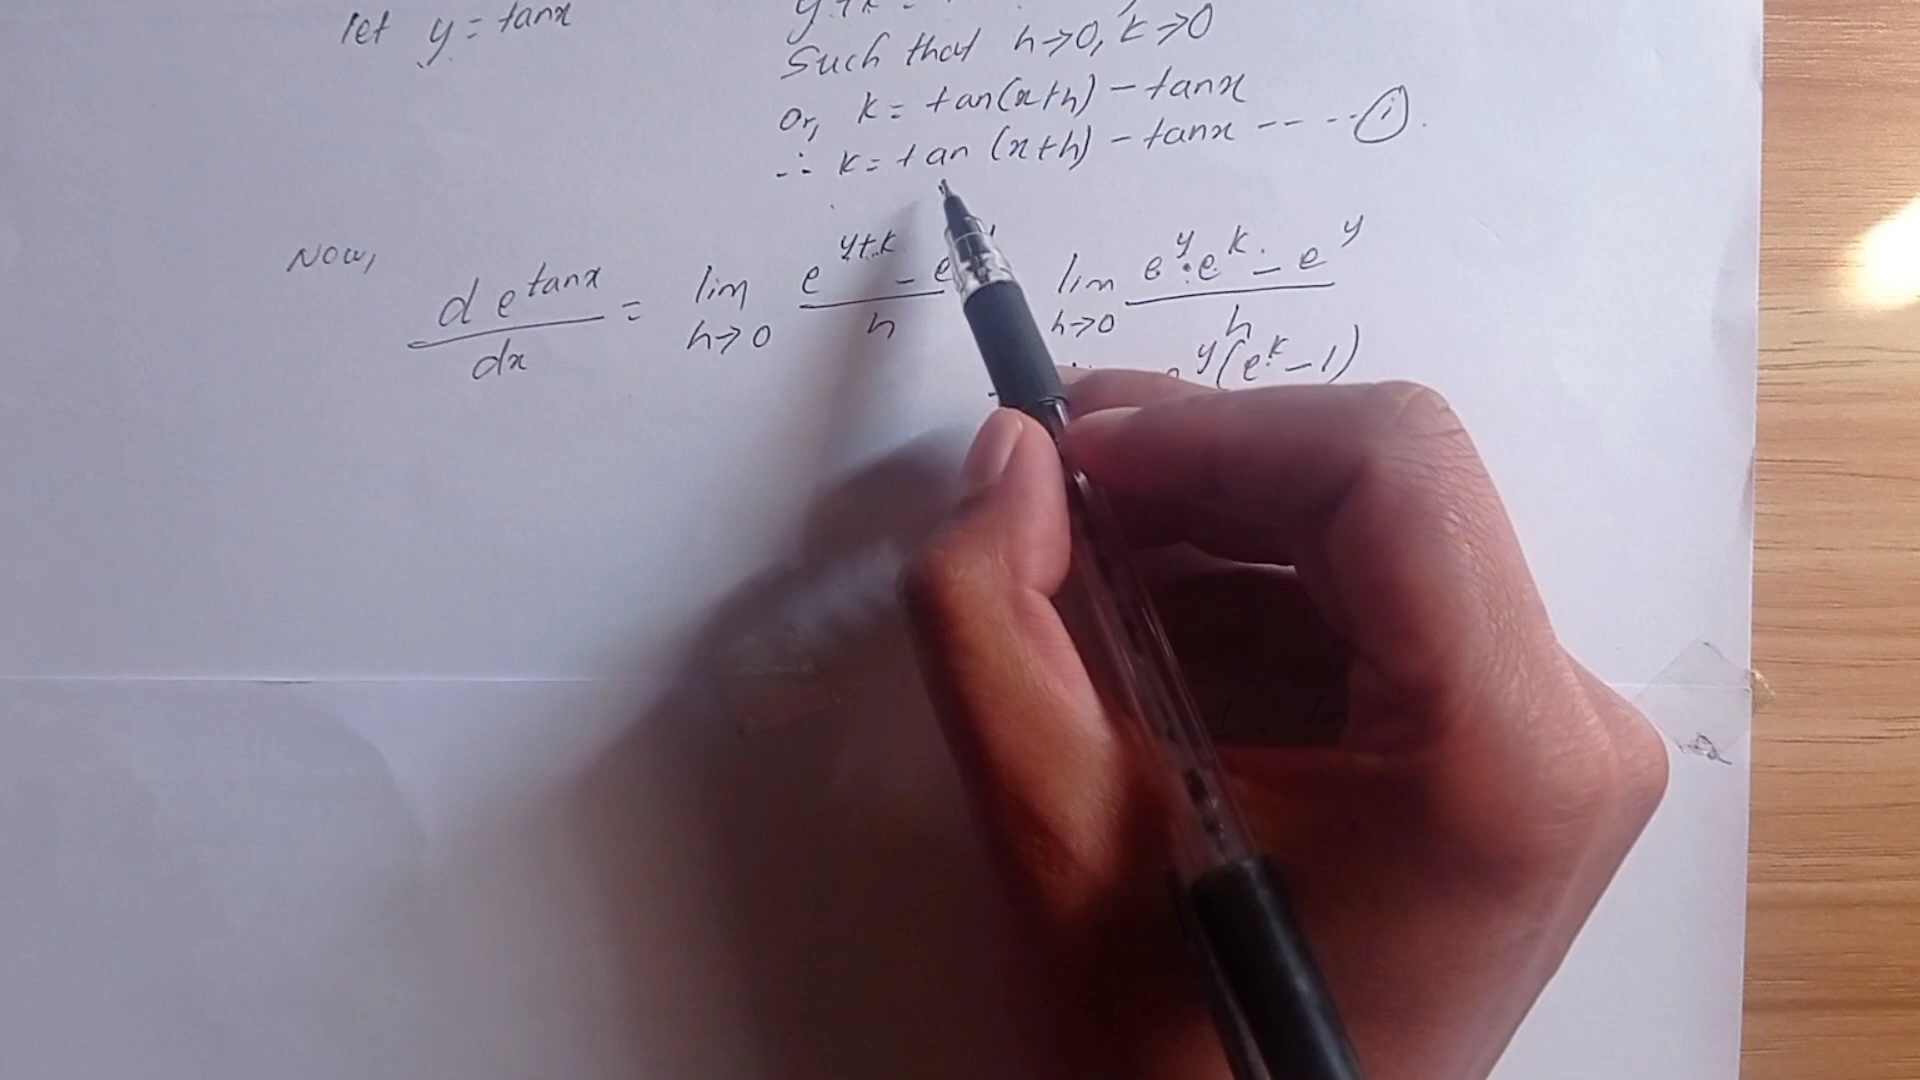 let y = tanx
y + k =
Such that h→0, k→0
Or, k = tan(x+h) - tanx
∴ k = tan (x+h) - tanx ---- (i).
Now,
d e^tanx / dx = lim h→0 (e^y+k - e) / h lim h→0 (e^y . e^k - e^y) / h
^y (e^k - 1)